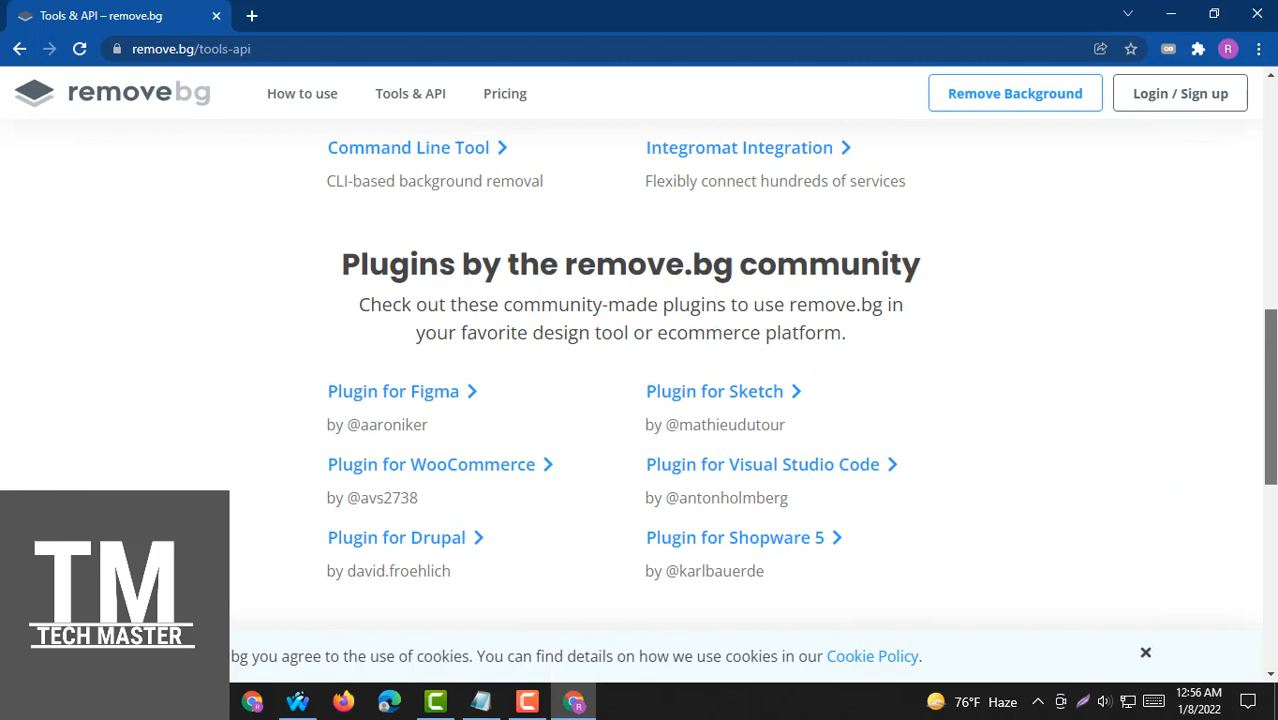 Tools & API – remove.bg
remove.bg/tools-api
R
removebg
How to use
Tools & API
Pricing
Remove Background
Login / Sign up
Command Line Tool
Integromat Integration
CLI-based background removal
Flexibly connect hundreds of services
Plugins by the remove.bg community
Check out these community-made plugins to use remove.bg in
your favorite design tool or ecommerce platform.
Plugin for Figma
Plugin for Sketch
by @aaroniker
by @mathieudutour
Plugin for WooCommerce
Plugin for Visual Studio Code
by @avs2738
by @antonholmberg
Plugin for Drupal
Plugin for Shopware 5
by david.froehlich
by @karlbauerde
TM
TECH MASTER
bg you agree to the use of cookies. You can find details on how we use cookies in our Cookie Policy.
76°F Haze
12:56 AM
1/8/2022